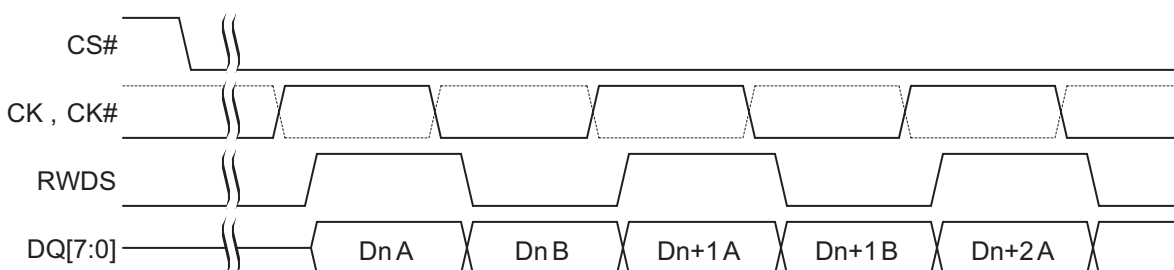 CS#
CK , CK#
RWDS
DQ[7:0] Dn A Dn B Dn+1 A Dn+1 B Dn+2 A